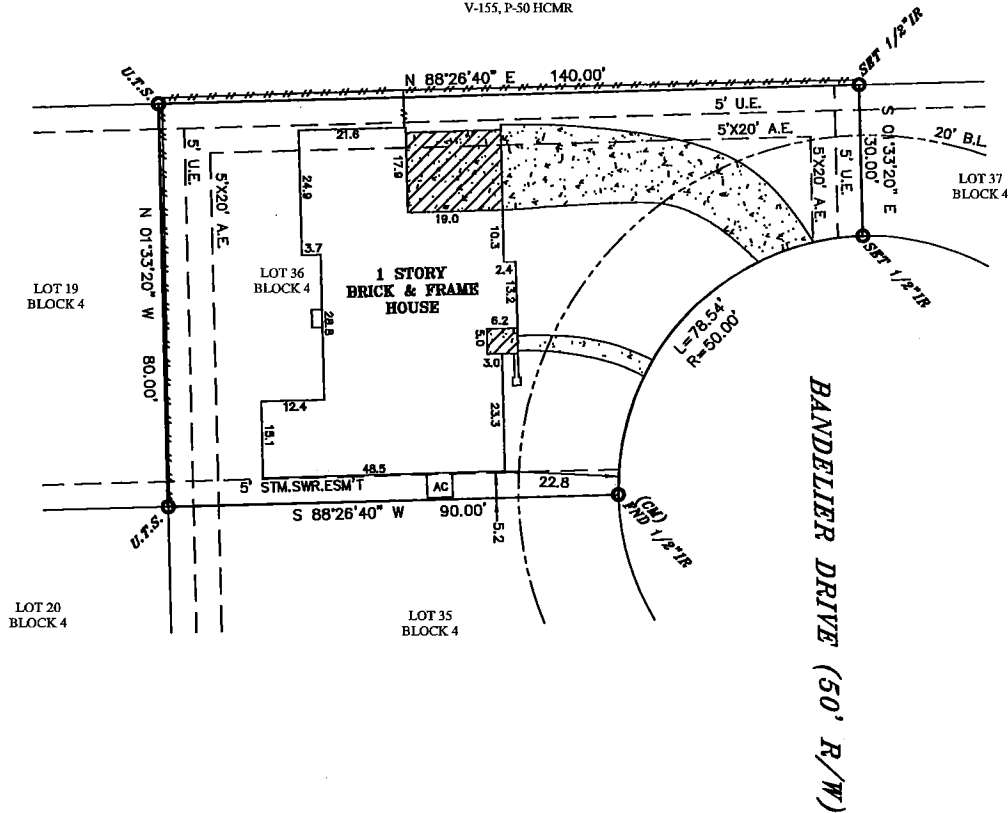 V-155, P-50 HCMR
SET 1/2"IR
U.T.S.
N 88°26'40" E 140.00'
5' U.E.
5'X20' A.E.
20' B.L.
S 01°33'20" E
30.00'
5' U.E.
5'X20' A.E.
LOT 37
BLOCK 4
21.6
17.9
19.0
24.9
5' U.E.
5'X20' A.E.
N 01°33'20" W 80.00'
3.7
10.3
2.4
13.2
SET 1/2"IR
LOT 19
BLOCK 4
LOT 36
BLOCK 4
1 STORY
BRICK & FRAME
HOUSE
28.8
6.2
5.0
3.0
L=78.54'
R=50.00'
12.4
15.1
23.3
48.5
5' STM.SWR.ESM'T
AC
22.8
S 88°26'40" W 90.00'
5.2
U.T.S.
(CM)
FND 1/2"IR
LOT 20
BLOCK 4
LOT 35
BLOCK 4
BANDELIER DRIVE (50' R/W)